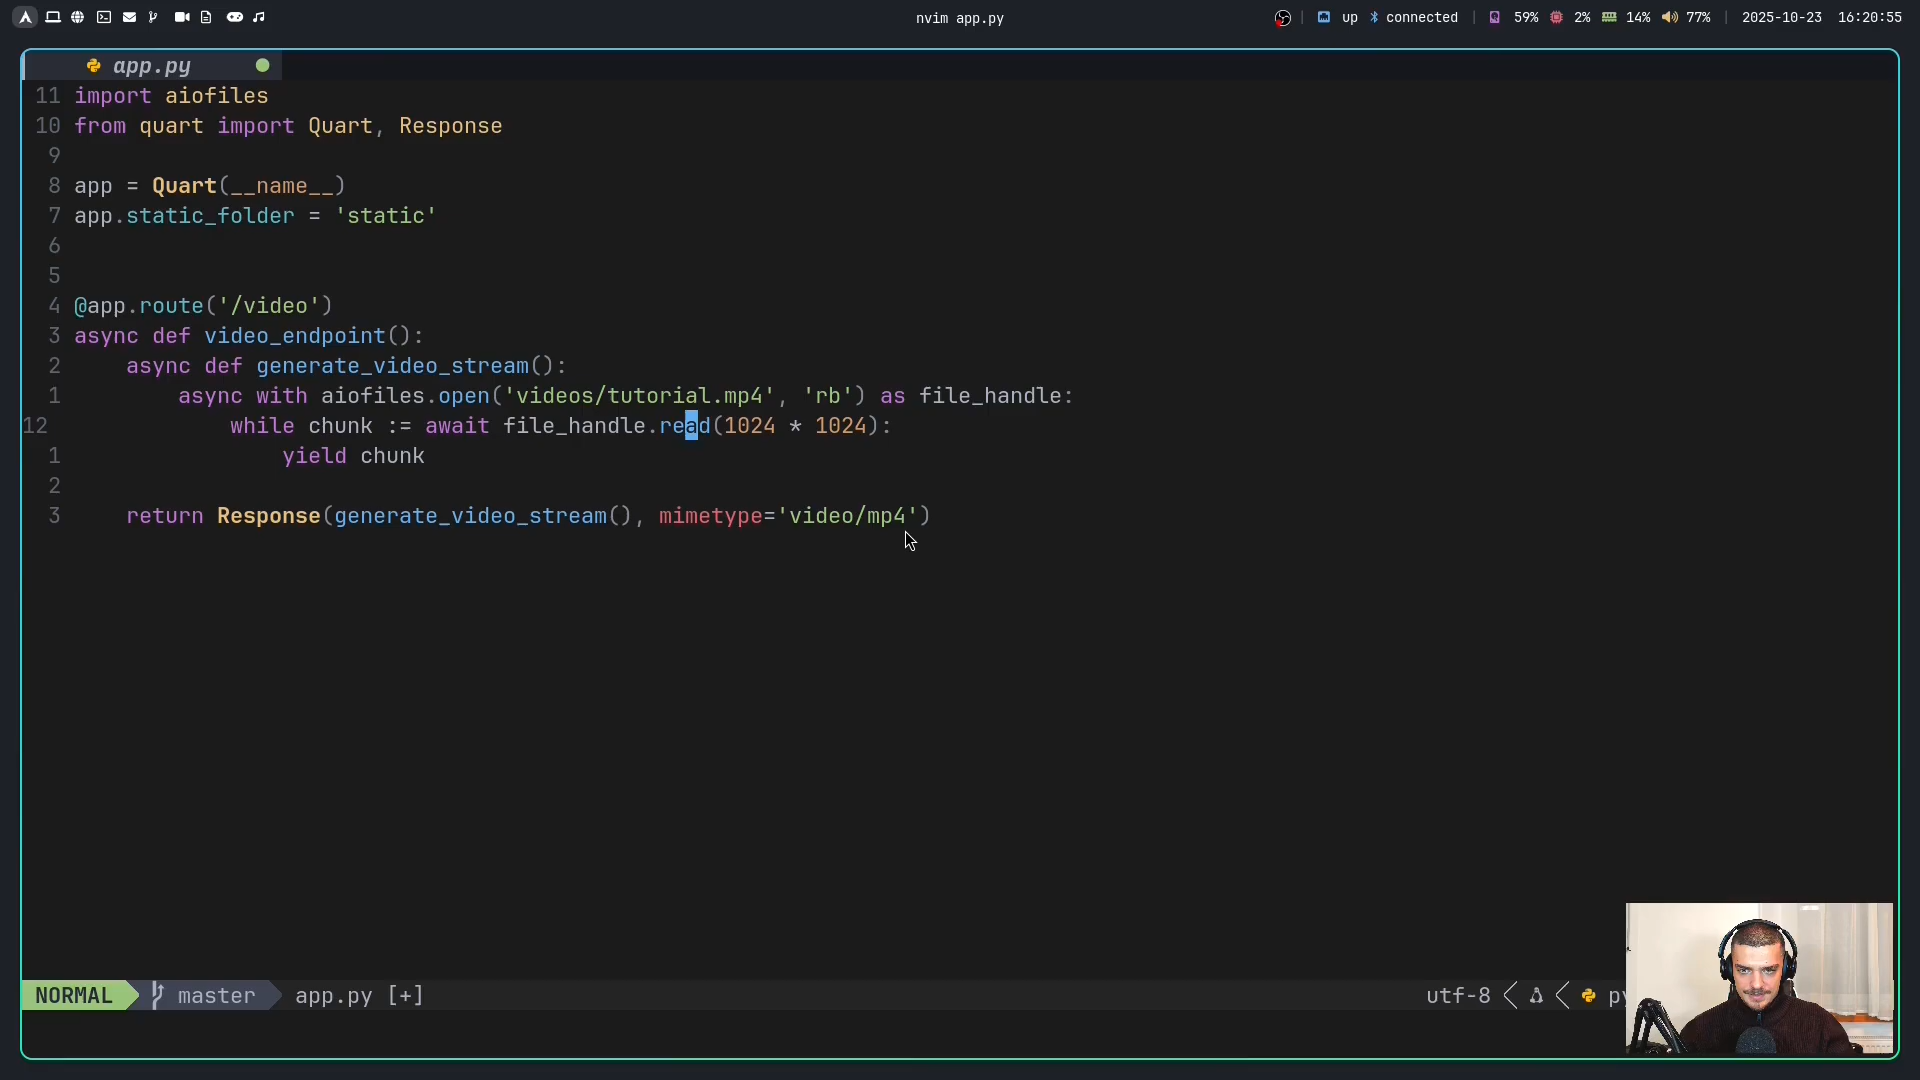 nvim app.py
up connected 59% 2% 14% 77% 2025-10-23 16:20:55
app.py
11 import aiofiles
10 from quart import Quart, Response
9
8 app = Quart(__name__)
7 app.static_folder = 'static'
6
5
4 @app.route('/video')
3 async def video_endpoint():
2     async def generate_video_stream():
1         async with aiofiles.open('videos/tutorial.mp4', 'rb') as file_handle:
12             while chunk := await file_handle.read(1024 * 1024):
1                 yield chunk
2
3     return Response(generate_video_stream(), mimetype='video/mp4')
NORMAL master app.py [+] utf-8 py